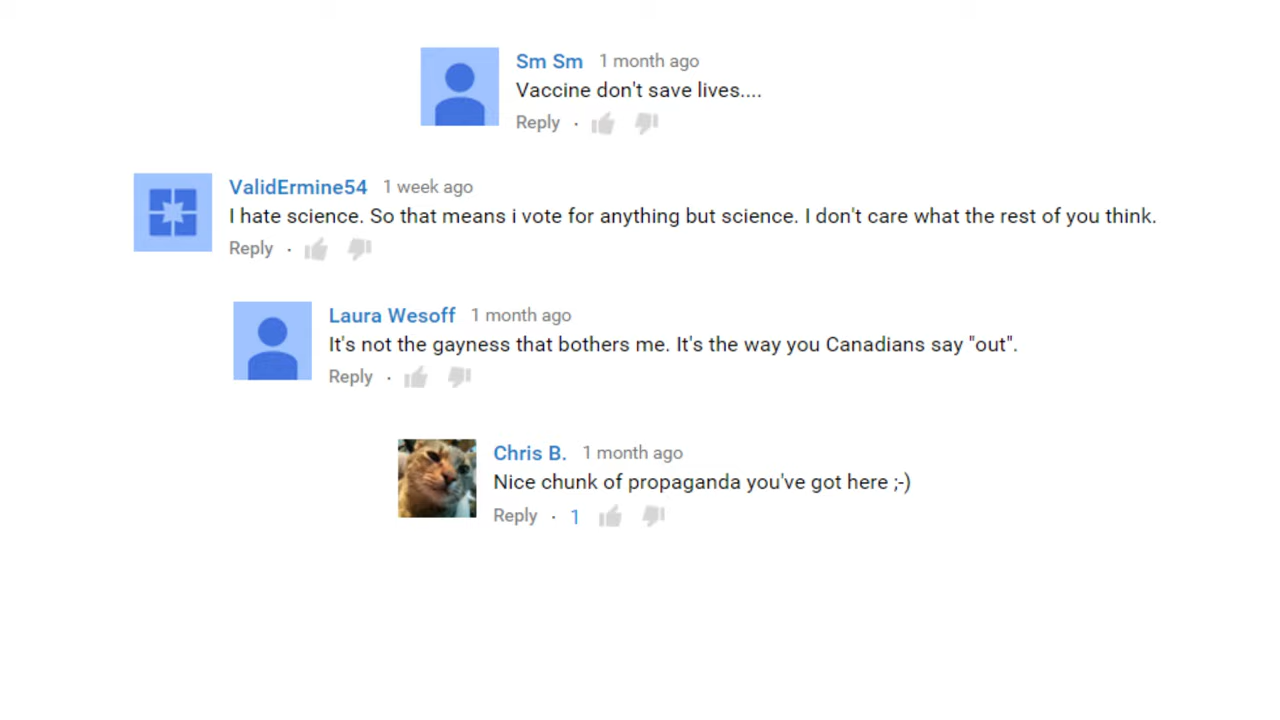 Sm Sm 1 month ago
Vaccine don't save lives....
Reply ·
ValidErmine54 1 week ago
I hate science. So that means i vote for anything but science. I don't care what the rest of you think.
Reply ·
Laura Wesoff 1 month ago
It's not the gayness that bothers me. It's the way you Canadians say "out".
Reply ·
Chris B. 1 month ago
Nice chunk of propaganda you've got here ;-)
Reply · 1